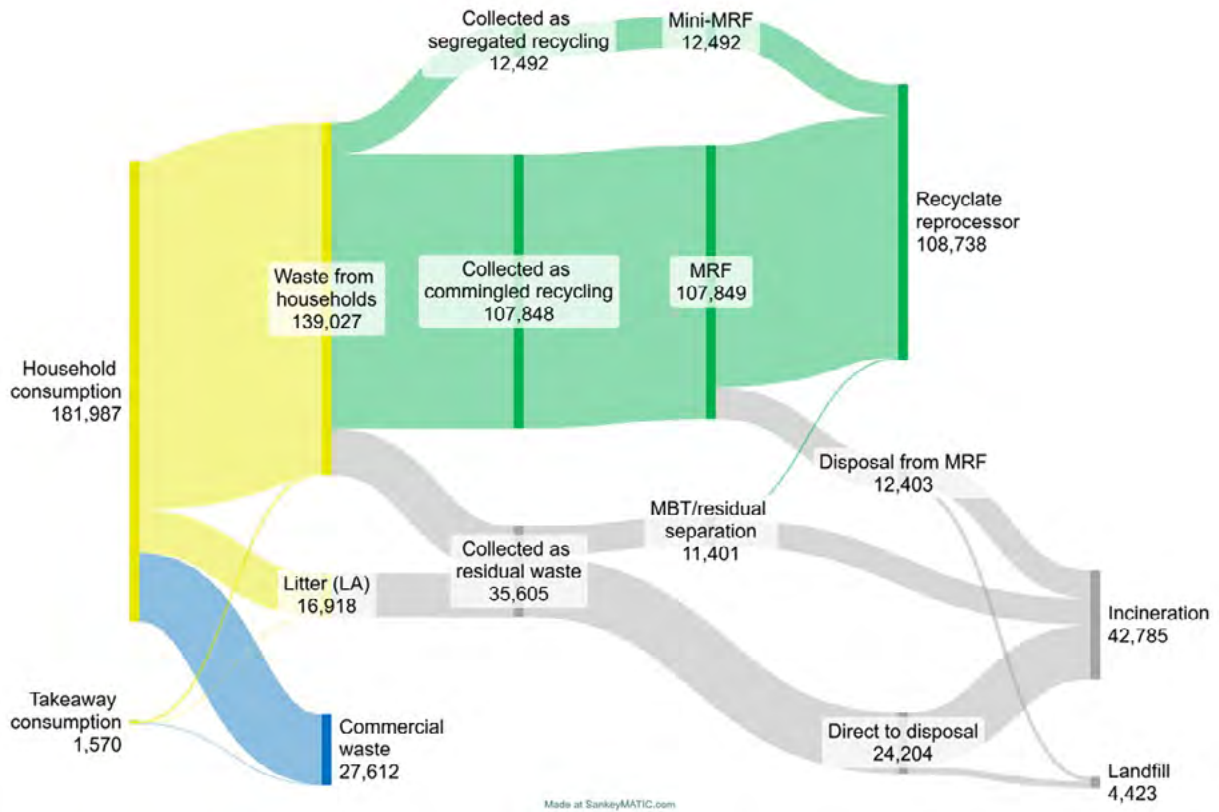 Collected as
segregated recycling
12,492
Mini-MRF
12,492
Recyclate
reprocessor
108,738
Waste from
households
139,027
Collected as
commingled recycling
107,848
MRF
107,849
Household
consumption
181,987
Disposal from MRF
12,403
MBT/residual
separation
11,401
Collected as
residual waste
35,605
Litter (LA)
16,918
Incineration
42,785
Takeaway
consumption
1,570
Commercial
waste
27,612
Direct to disposal
24,204
Landfill
4,423
Made at SankeyMATIC.com